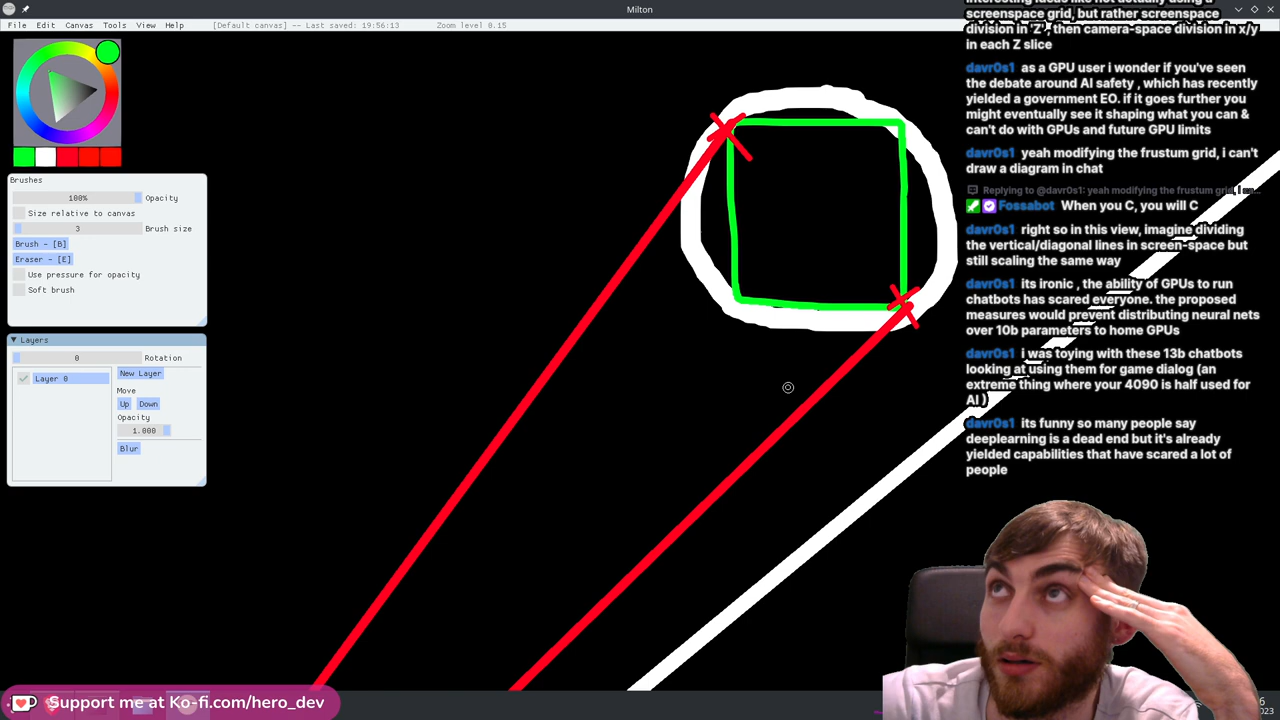 Milton
File Edit Canvas Tools View Help [Default canvas] -- Last saved: 19:56:13 Zoom level 0.15
Brushes
100% Opacity
Size relative to canvas
3 Brush size
Brush - [B]
Eraser - [E]
Use pressure for opacity
Soft brush
Layers
0 Rotation
Layer 0
New Layer
Move
Up Down
Opacity
1.000
Blur
interesting ideas like not actually using a
screenspace grid, but rather screenspace
division in 'Z', then camera-space division in x/y
in each Z slice
davr0s1 as a GPU user i wonder if you've seen
the debate around AI safety , which has recently
yielded a government EO. if it goes further you
might eventually see it shaping what you can &
can't do with GPUs and future GPU limits
davr0s1 yeah modifying the frustum grid, i can't
draw a diagram in chat
Replying to @davr0s1: yeah modifying the frustum grid,
Fossabot When you C, you will C
davr0s1 right so in this view, imagine dividing
the vertical/diagonal lines in screen-space but
still scaling the same way
davr0s1 its ironic , the ability of GPUs to run
chatbots has scared everyone. the proposed
measures would prevent distributing neural nets
over 10b parameters to home GPUs
davr0s1 i was toying with these 13b chatbots
looking at using them for game dialog (an
extreme thing where your 4090 is half used for
AI )
davr0s1 its funny so many people say
deeplearning is a dead end but it's already
yielded capabilities that have scared a lot of
people
Support me at Ko-fi.com/hero_dev